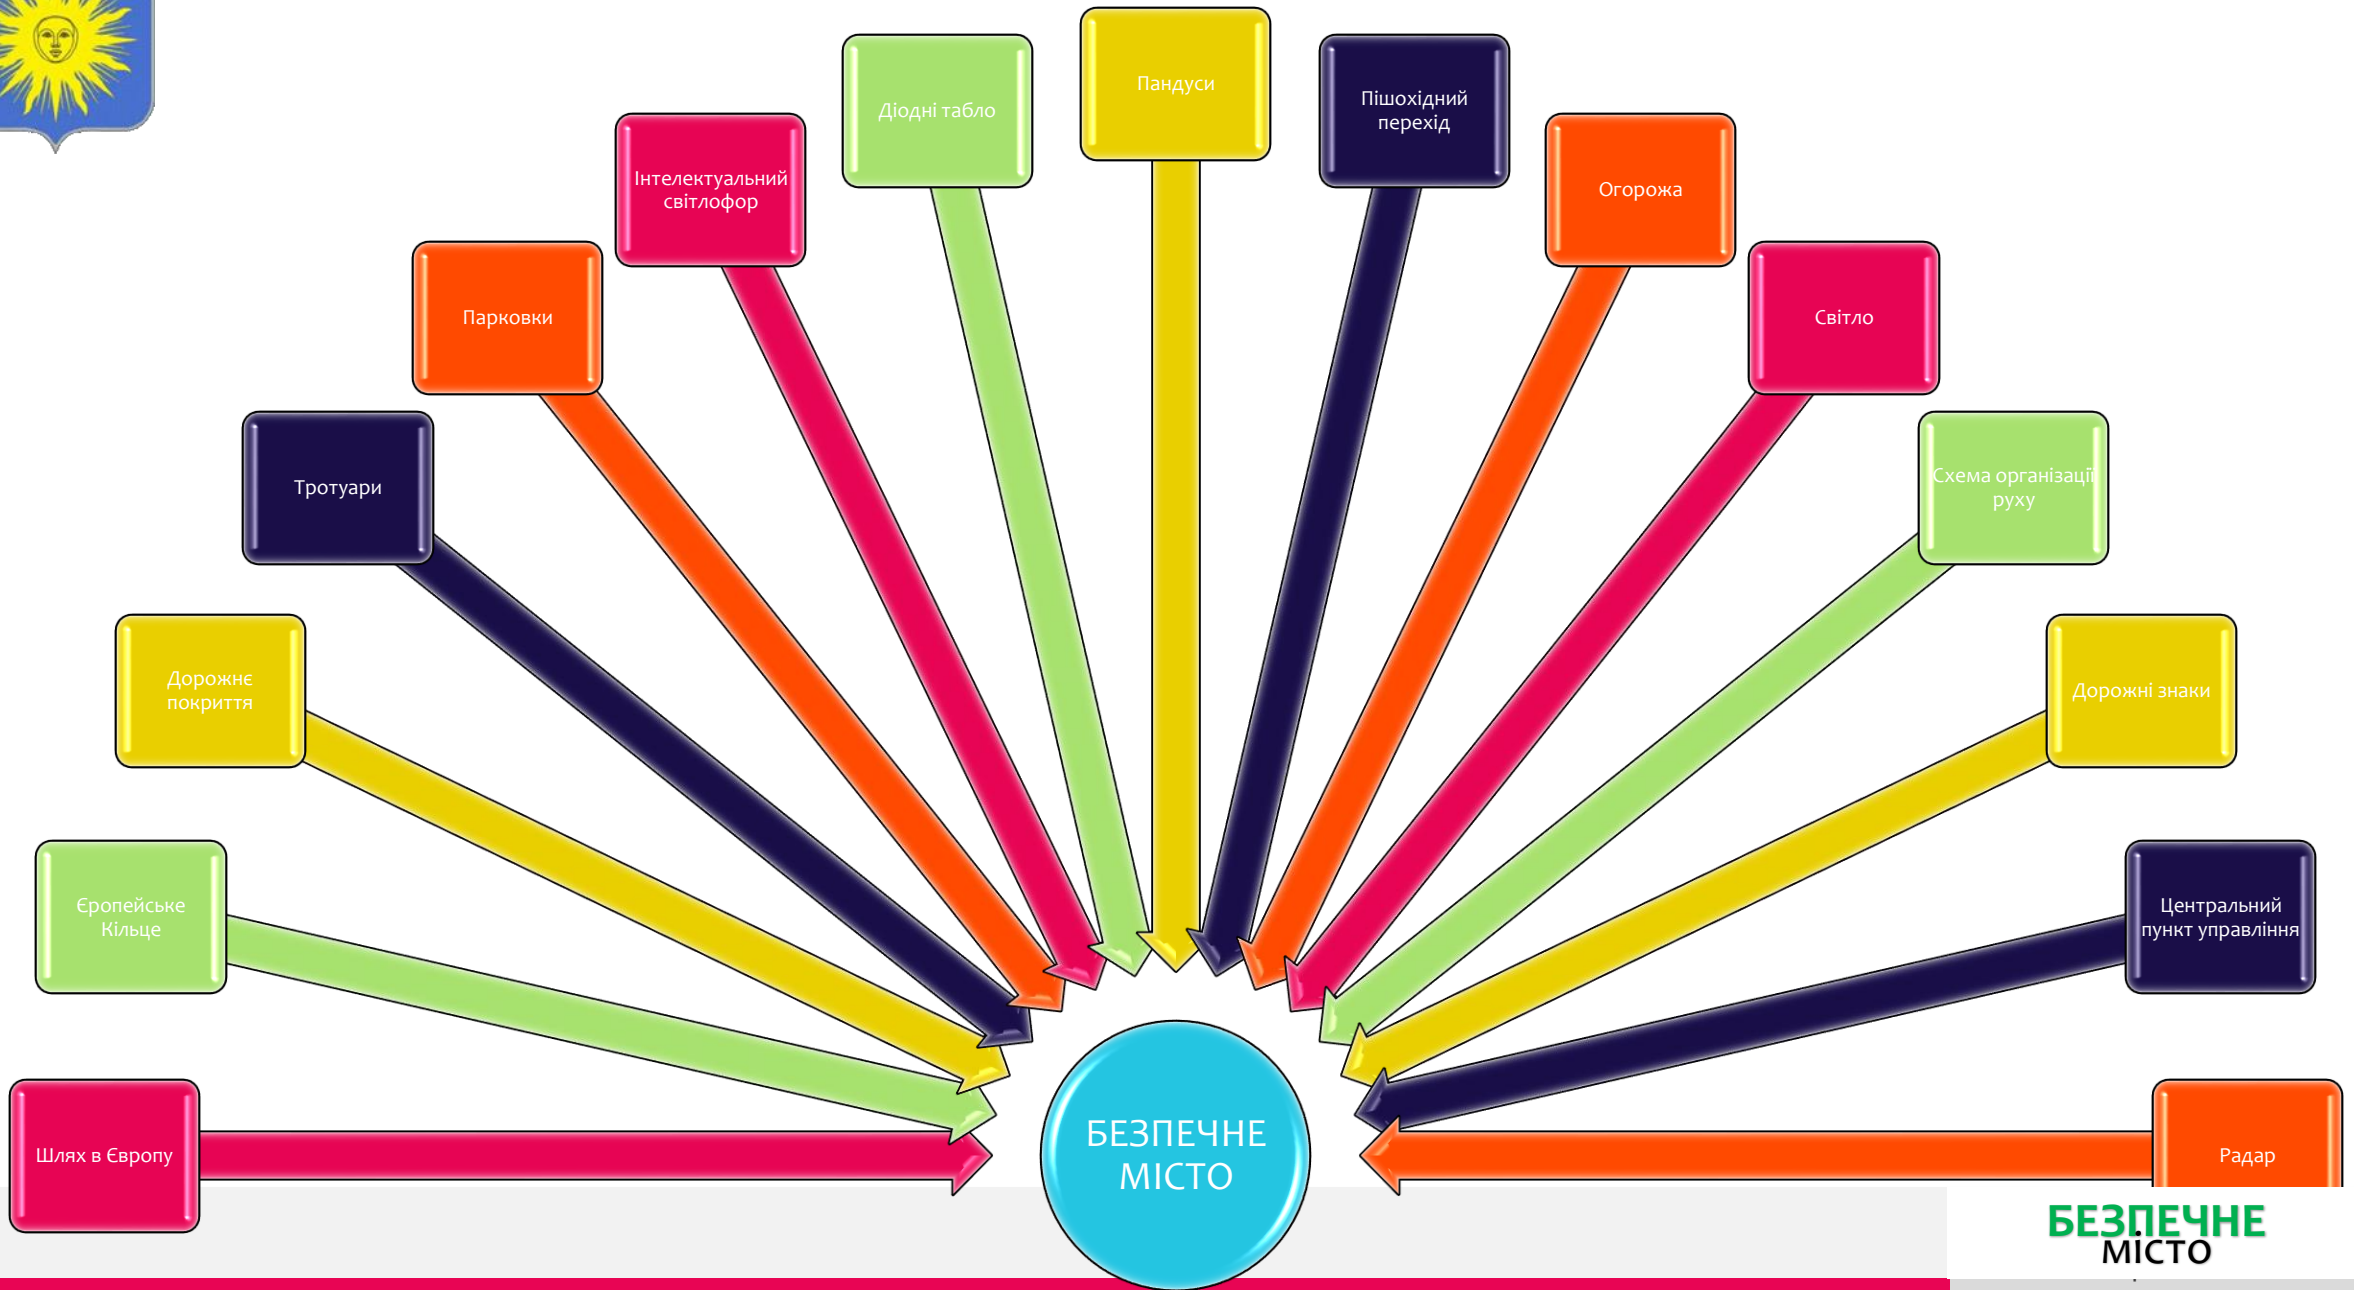 Пандуси
Діодні табло
Пішохідний
перехід
Інтелектуальний
світлофор
Огорожа
Парковки
Світло
Тротуари
Схема організації
руху
Дорожнє
покриття
Дорожні знаки
Єропейське
Кільце
Центральний
пункт управління
Шлях в Європу
БЕЗПЕЧНЕ
МІСТО
Радар
БЕЗПЕЧНЕ
місто